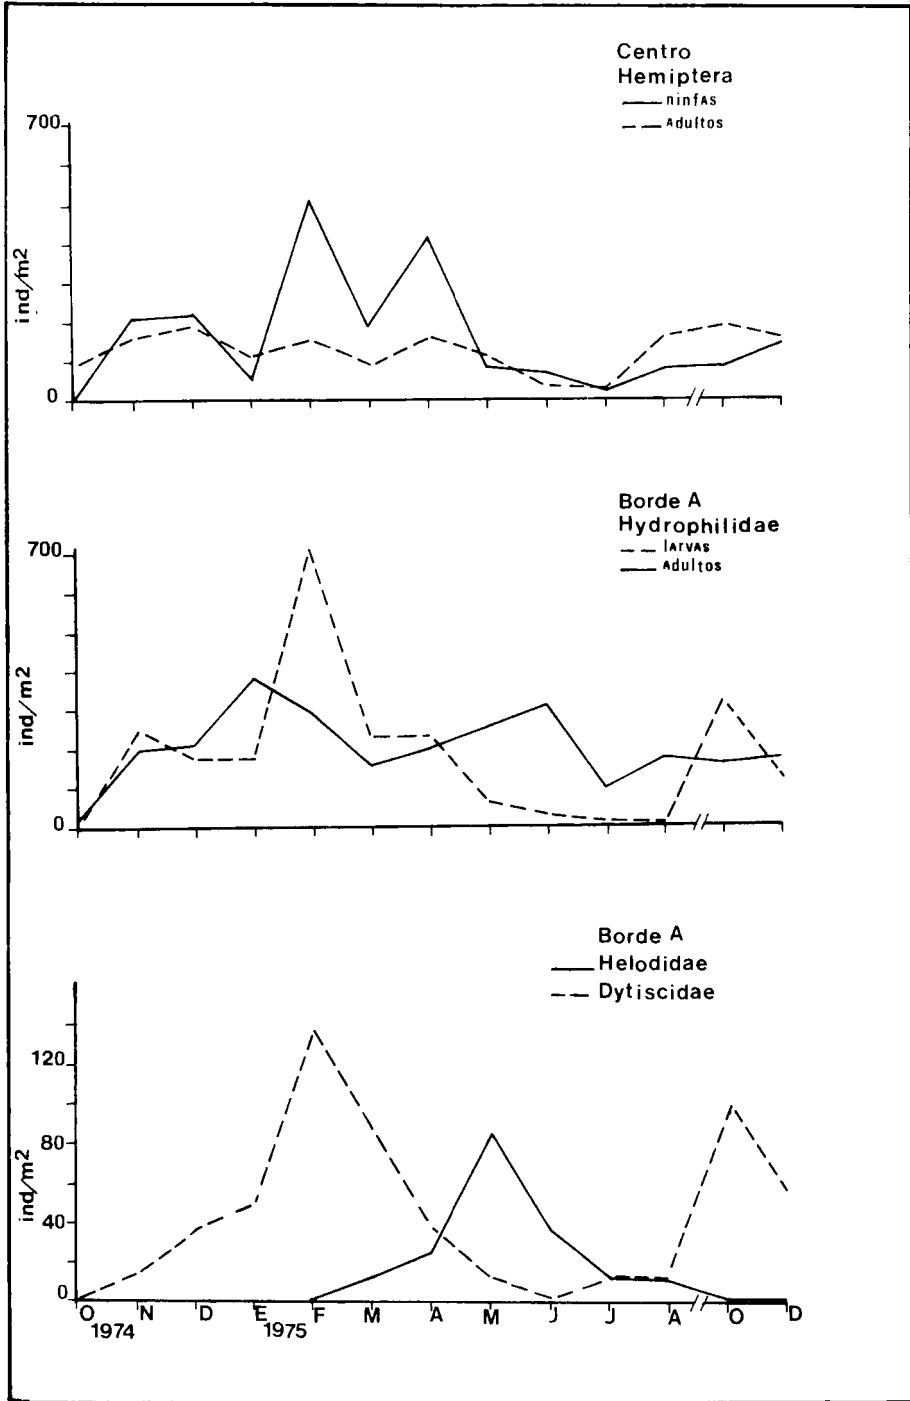 Centro
Hemiptera
ninfAs
Adultos
700
ind/m2
0
Borde A
Hydrophilidae
lArvAs
Adultos
700
ind/m2
0
Borde A
Helodidae
Dytiscidae
120
80
ind/m2
40
0
O N D E F M A M J J A O D
1974 1975